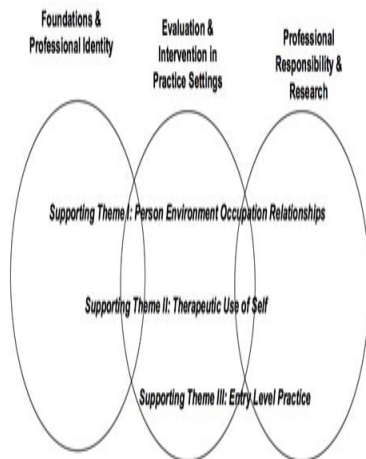 Foundations &
Professional Identity
Evaluation &
Intervention in
Practice Settings
Professional
Responsibility &
Research
Supporting Theme I: Person Environment Occupation Relationships
Supporting Theme II: Therapeutic Use of Self
Supporting Theme III: Entry Level Practice